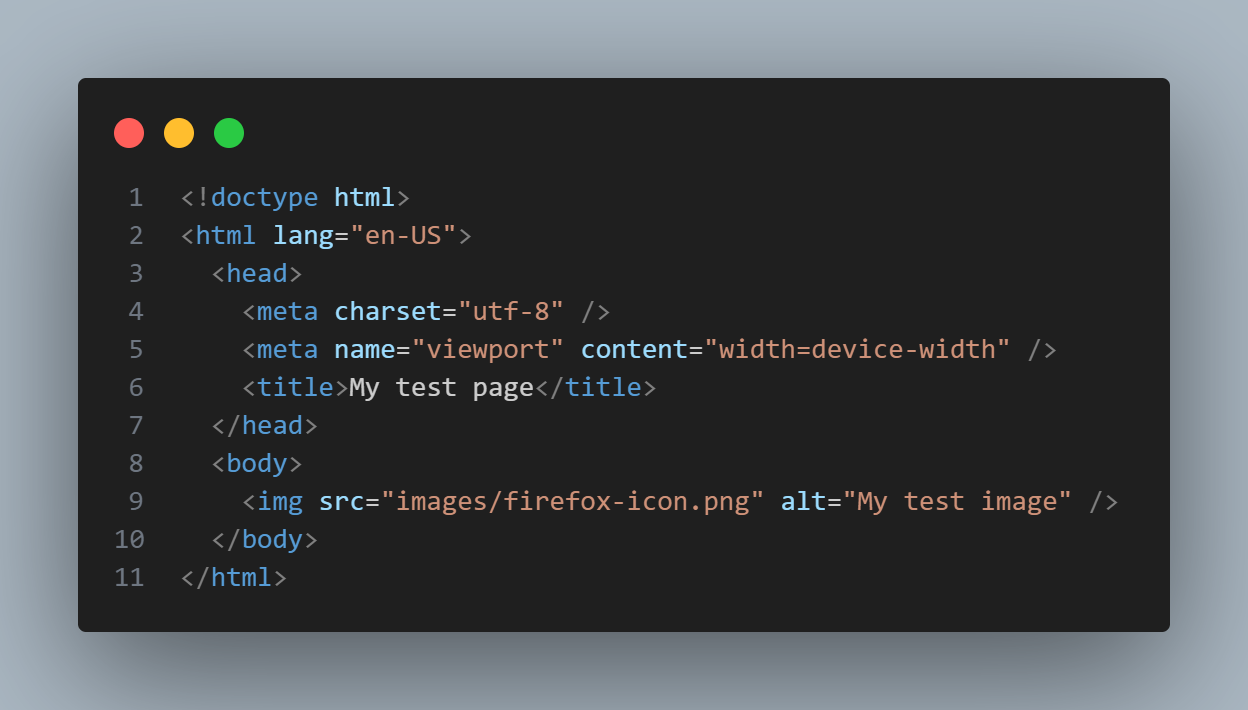 1 <!doctype html>
2 <html lang="en-US">
3   <head>
4     <meta charset="utf-8" />
5     <meta name="viewport" content="width=device-width" />
6     <title>My test page</title>
7   </head>
8   <body>
9     <img src="images/firefox-icon.png" alt="My test image" />
10   </body>
11 </html>